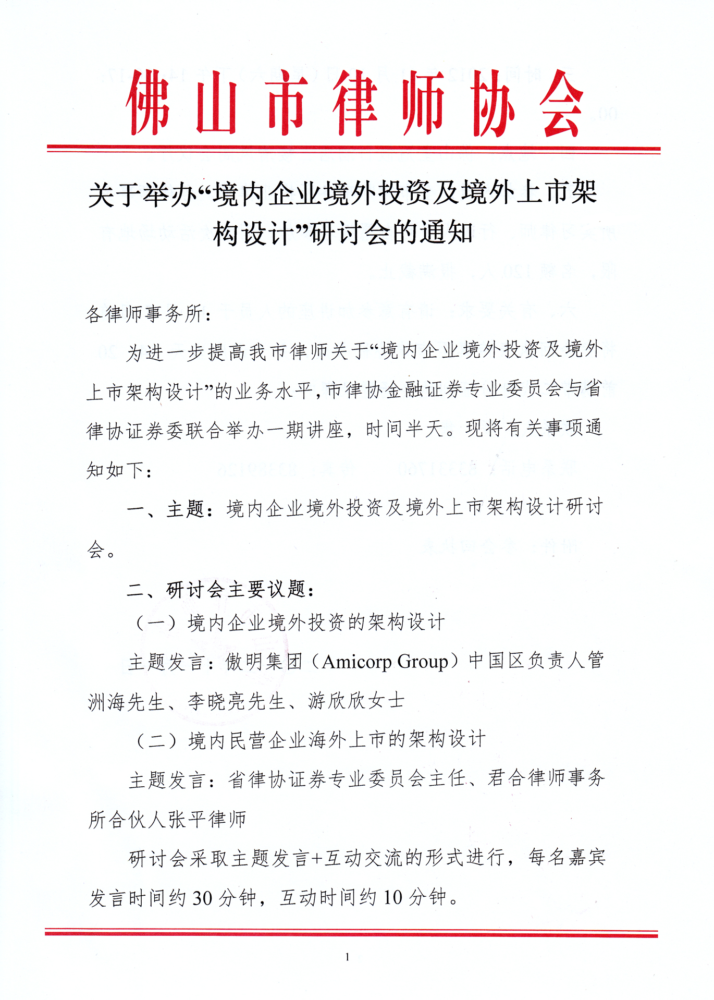 佛山市律师协会
关于举办“境内企业境外投资及境外上市架
构设计”研讨会的通知
各律师事务所：
为进一步提高我市律师关于“境内企业境外投资及境外
上市架构设计”的业务水平,市律协金融证券专业委员会与省
律协证券委联合举办一期讲座，时间半天。现将有关事项通
知如下：
一、主题：境内企业境外投资及境外上市架构设计研讨
会。
二、研讨会主要议题：
（一）境内企业境外投资的架构设计
主题发言：傲明集团（Amicorp Group）中国区负责人管
洲海先生、李晓亮先生、游欣欣女士
（二）境内民营企业海外上市的架构设计
主题发言：省律协证券专业委员会主任、君合律师事务
所合伙人张平律师
研讨会采取主题发言+互动交流的形式进行，每名嘉宾
发言时间约 30 分钟，互动时间约 10 分钟。
1